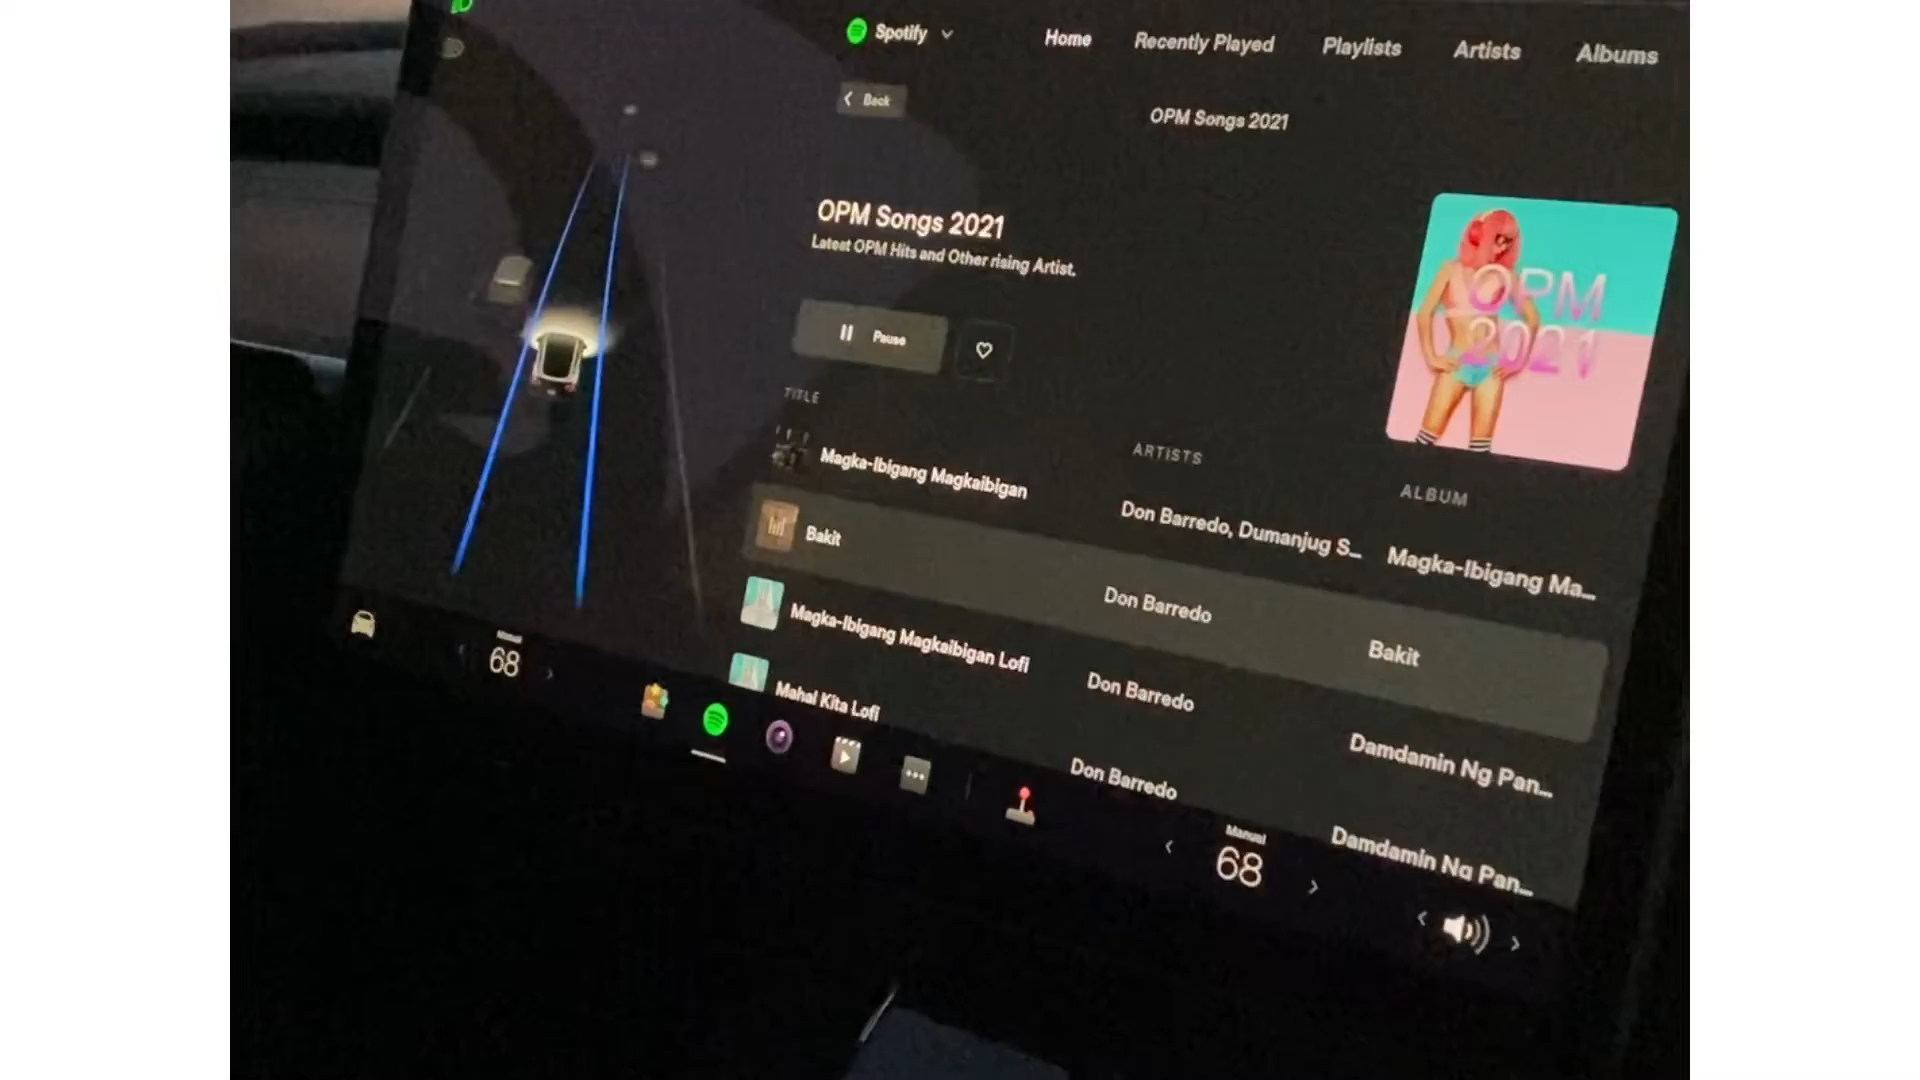 Spotify
Home
Recently Played
Playlists
Artists
Albums
Back
OPM Songs 2021
OPM Songs 2021
Latest OPM Hits and Other rising Artist.
OPM
2021
Pause
TITLE
ARTISTS
ALBUM
Magka-Ibigang Magkaibigan
Don Barredo, Dumanjug S...
Magka-Ibigang Ma...
Bakit
Don Barredo
Bakit
Magka-Ibigang Magkaibigan Lofi
Don Barredo
Damdamin Ng Pan...
Mahal Kita Lofi
Don Barredo
Damdamin Ng Pan...
Manual
68
Manual
68